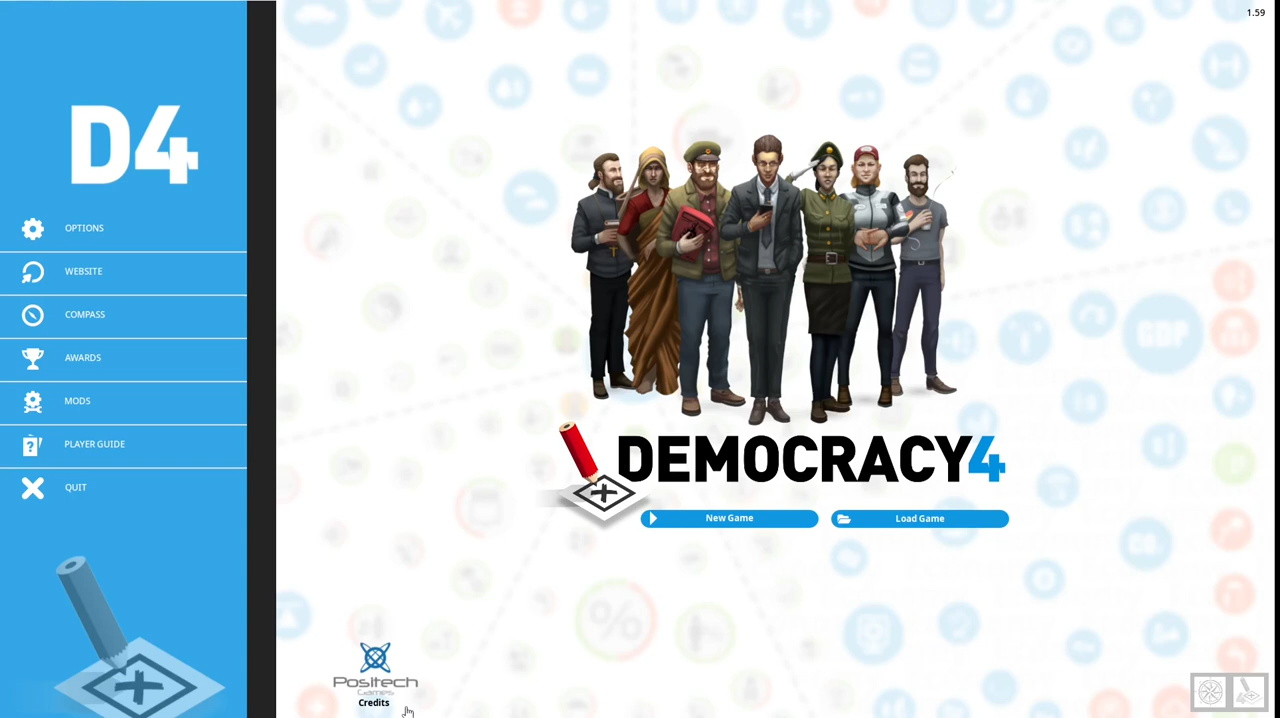 1.59
D4
OPTIONS
WEBSITE
COMPASS
AWARDS
MODS
PLAYER GUIDE
QUIT
GDP
DEMOCRACY4
New Game
Load Game
%
Positech
Games
Credits